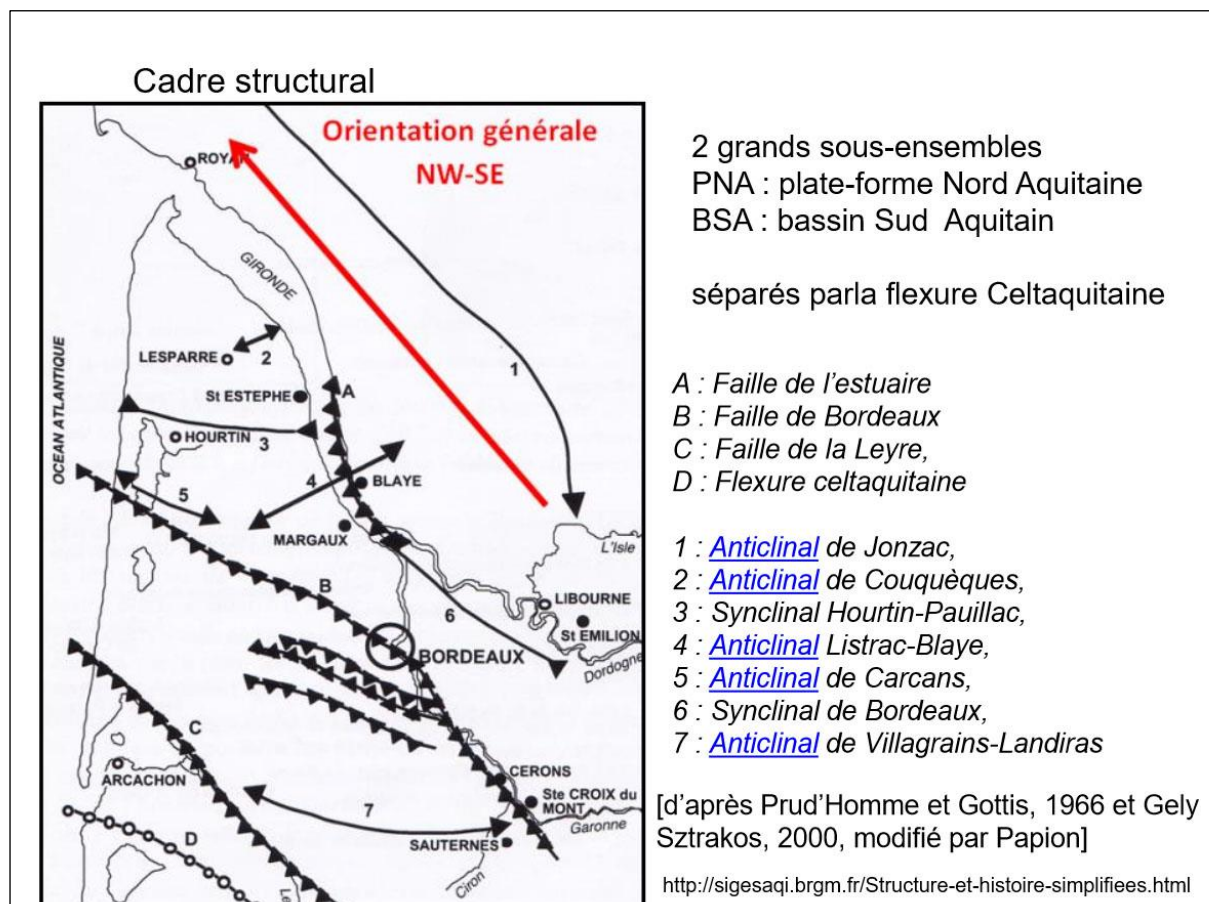 Cadre structural
Orientation générale
NW-SE
ROYAN
GIRONDE
OCEAN ATLANTIQUE
LESPARRE
2
1
St ESTEPHE
A
HOURTIN
3
4
5
BLAYE
MARGAUX
L'Isle
B
6
LIBOURNE
St EMILION
BORDEAUX
Dordogne
C
ARCACHON
CERONS
Ste CROIX du
MONT
7
Garonne
SAUTERNES
D
Ciron
2 grands sous-ensembles
PNA : plate-forme Nord Aquitaine
BSA : bassin Sud  Aquitain
séparés parla flexure Celtaquitaine
A : Faille de l’estuaire
B : Faille de Bordeaux
C : Faille de la Leyre,
D : Flexure celtaquitaine
1 : Anticlinal de Jonzac,
2 : Anticlinal de Couquèques,
3 : Synclinal Hourtin-Pauillac,
4 : Anticlinal Listrac-Blaye,
5 : Anticlinal de Carcans,
6 : Synclinal de Bordeaux,
7 : Anticlinal de Villagrains-Landiras
[d’après Prud’Homme et Gottis, 1966 et Gely
Sztrakos, 2000, modifié par Papion]
http://sigesaqi.brgm.fr/Structure-et-histoire-simplifiees.html